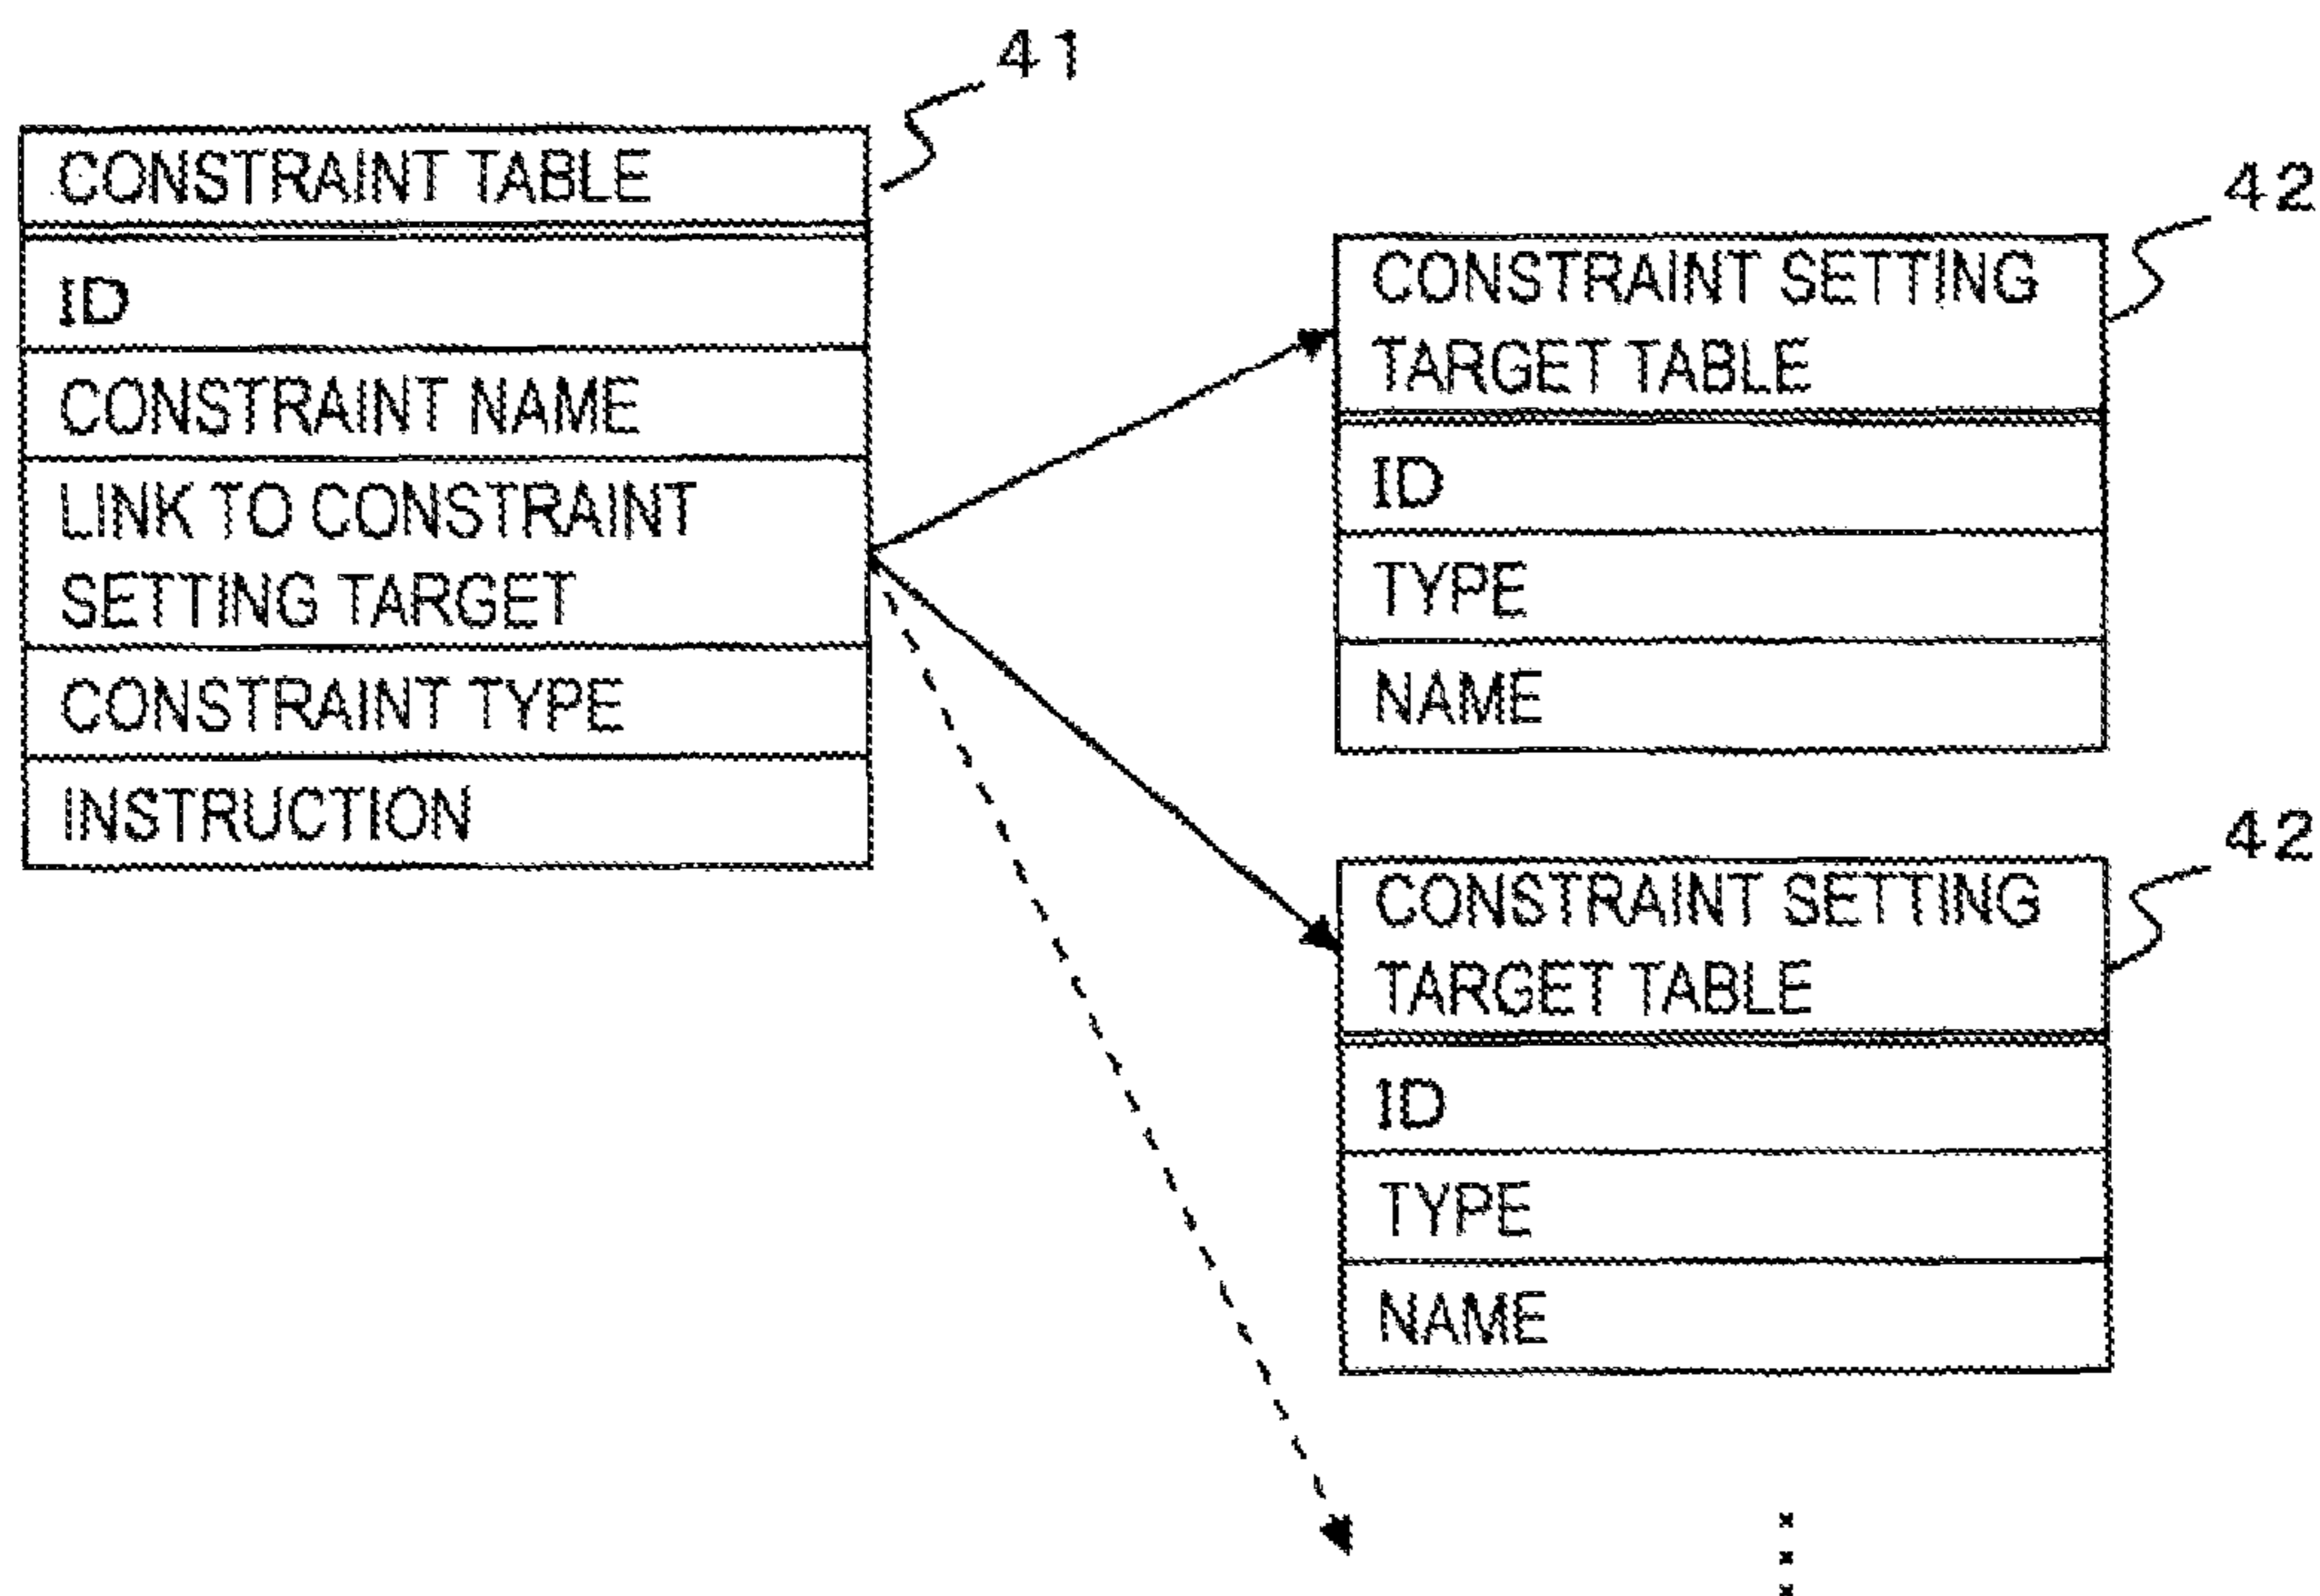 41
CONSTRAINT TABLE
ID
CONSTRAINT NAME
LINK TO CONSTRAINT
SETTING TARGET
CONSTRAINT TYPE
INSTRUCTION
42
CONSTRAINT SETTING
TARGET TABLE
ID
TYPE
NAME
42
CONSTRAINT SETTING
TARGET TABLE
ID
TYPE
NAME